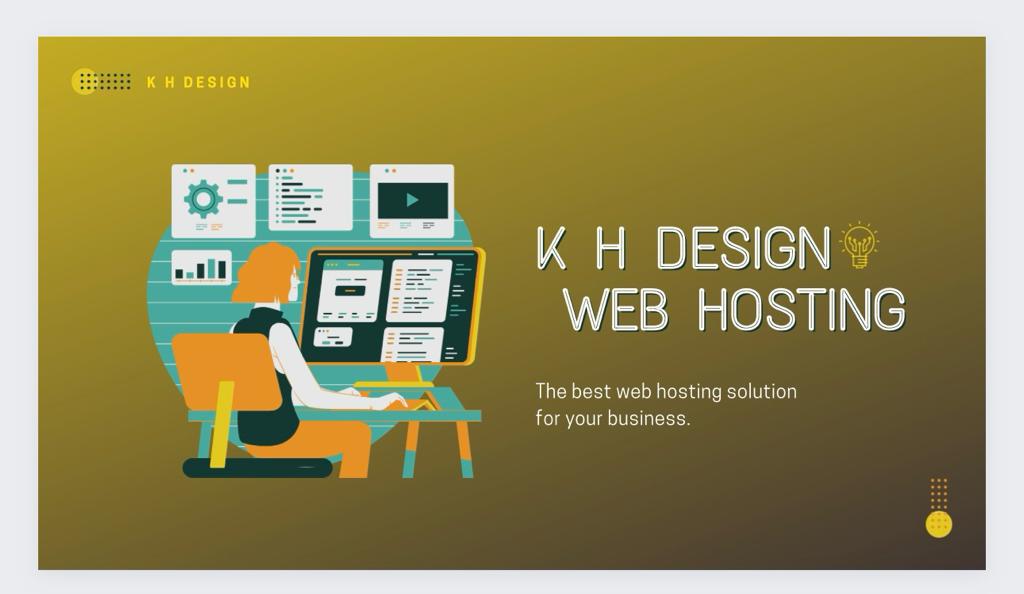 K H DESIGN
K H DESIGN
WEB HOSTING
The best web hosting solution
for your business.